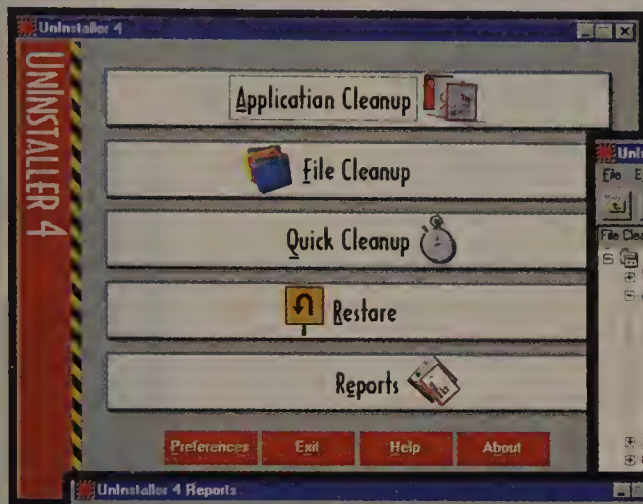 UnInstaller 4
UNINSTALLER 4
Application Cleanup
File Cleanup
Quick Cleanup
Restore
Reports
Preferences
Exit
Help
About
File
UnInstaller 4 Reports